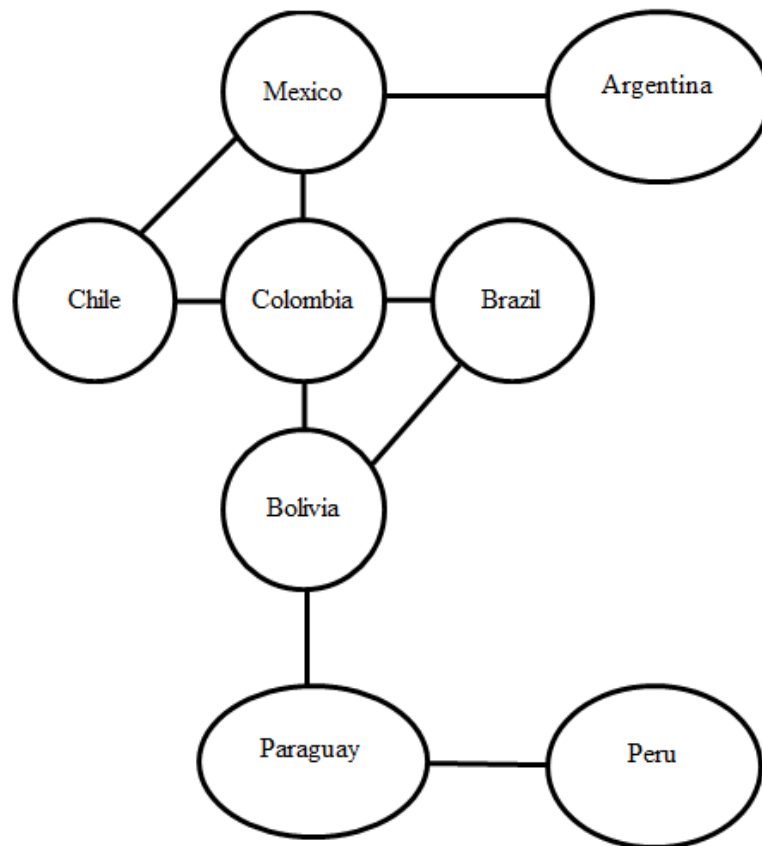 Mexico
Argentina
Chile
Colombia
Brazil
Bolivia
Paraguay
Peru